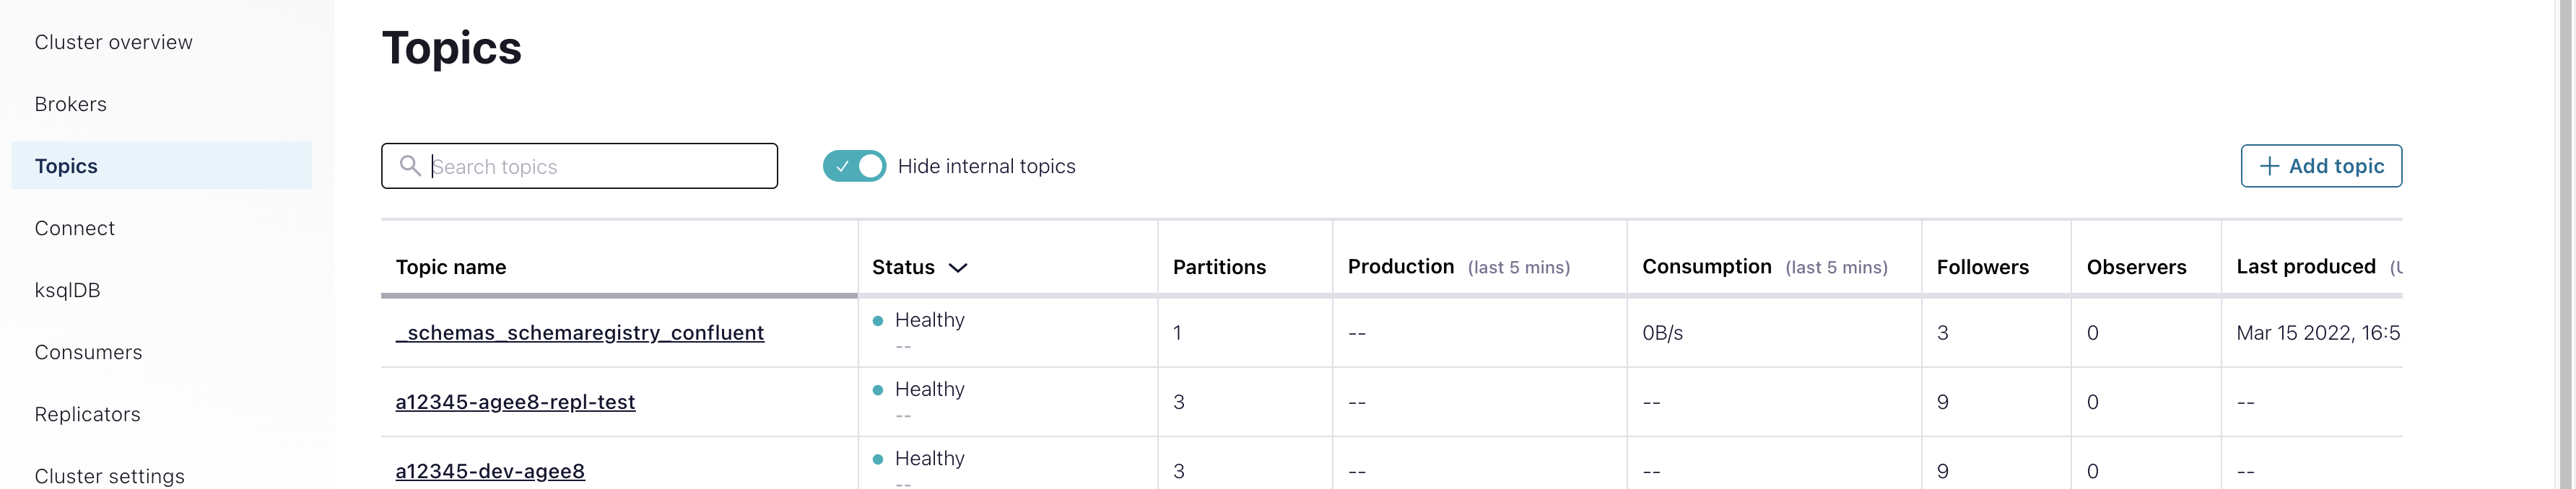 Cluster overview
Brokers
Topics
Connect
ksqlDB
Consumers
Replicators
Cluster settings
Topics
Search topics
Hide internal topics
Add topic
Topic name Status Partitions Production (last 5 mins) Consumption (last 5 mins) Followers Observers Last produced
_schemas_schemaregistry_confluent Healthy -- 1 -- 0B/s 3 0 Mar 15 2022, 16:5
a12345-agee8-repl-test Healthy -- 3 -- -- 9 0 --
a12345-dev-agee8 Healthy -- 3 -- -- 9 0 --